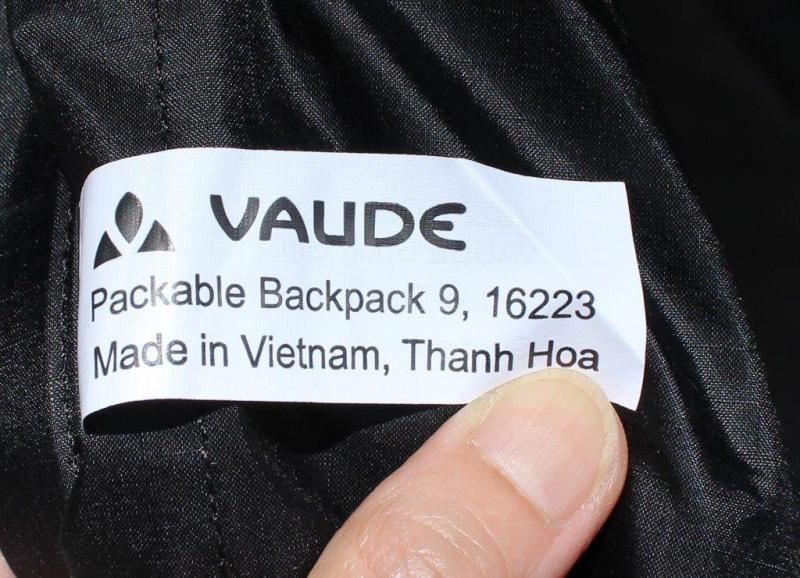 VAUDE
Packable Backpack 9, 16223
Made in Vietnam, Thanh Hoa